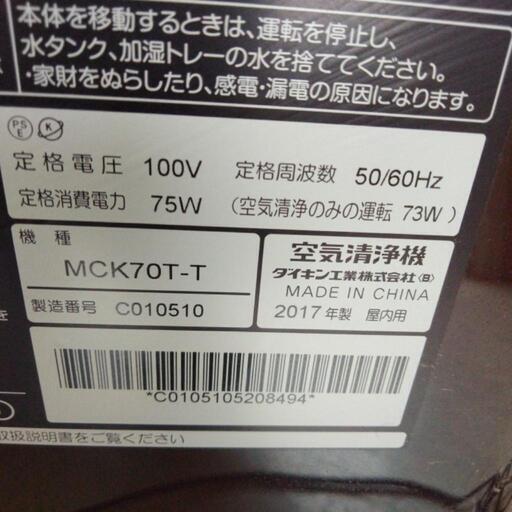 本体を移動するときは、運転を停止し、
水タンク、加湿トレーの水を捨ててください。
・家財をぬらしたり、感電・漏電の原因になります。
PS E K
定格電圧 100V 定格周波数 50/60Hz
定格消費電力 75W (空気清浄のみの運転 73W)
機種
MCK70T-T
製造番号 C010510
空気清浄機
ダイキン工業株式会社
MADE IN CHINA
2017年製 屋内用
*C0105105208494*
取扱説明書をご覧ください